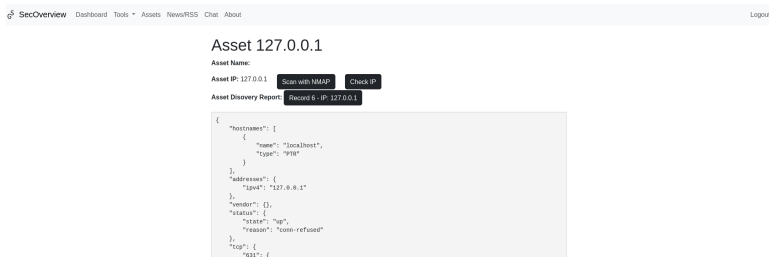 SecOverview Dashboard Tools Assets News/RSS Chat About Logout
Asset 127.0.0.1
Asset Name:
Asset IP: 127.0.0.1 Scan with NMAP Check IP
Asset Disovery Report: Record 6 - IP: 127.0.0.1
{
    "hostnames": [
        {
            "name": "localhost",
            "type": "PTR"
        }
    ],
    "addresses": {
        "ipv4": "127.0.0.1"
    },
    "vendor": {},
    "status": {
        "state": "up",
        "reason": "conn-refused"
    },
    "tcp": {
        "631": {